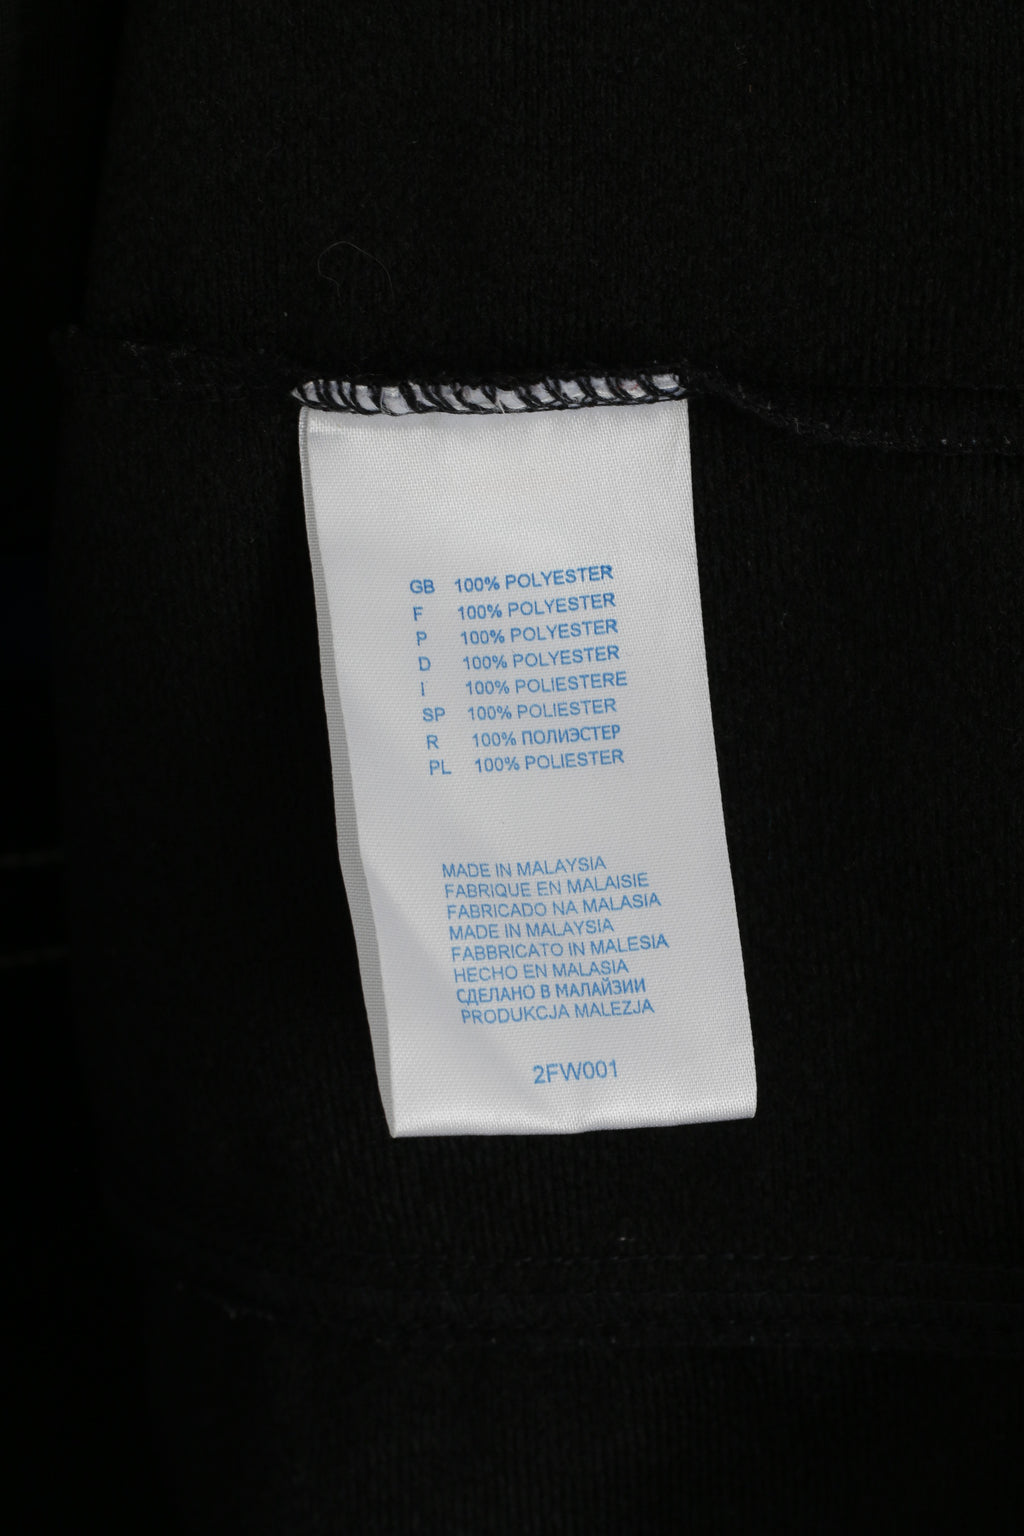 GB 100% POLYESTER
F 100% POLYESTER
P 100% POLYESTER
D 100% POLYESTER
I 100% POLIESTERE
SP 100% POLIESTER
R 100% ПОЛИЭСТЕР
PL 100% POLIESTER
MADE IN MALAYSIA
FABRIQUE EN MALAISIE
FABRICADO NA MALASIA
MADE IN MALAYSIA
FABBRICATO IN MALESIA
HECHO EN MALASIA
СДЕЛАНО В МАЛАЙЗИИ
PRODUKCJA MALEZJA
2FW001